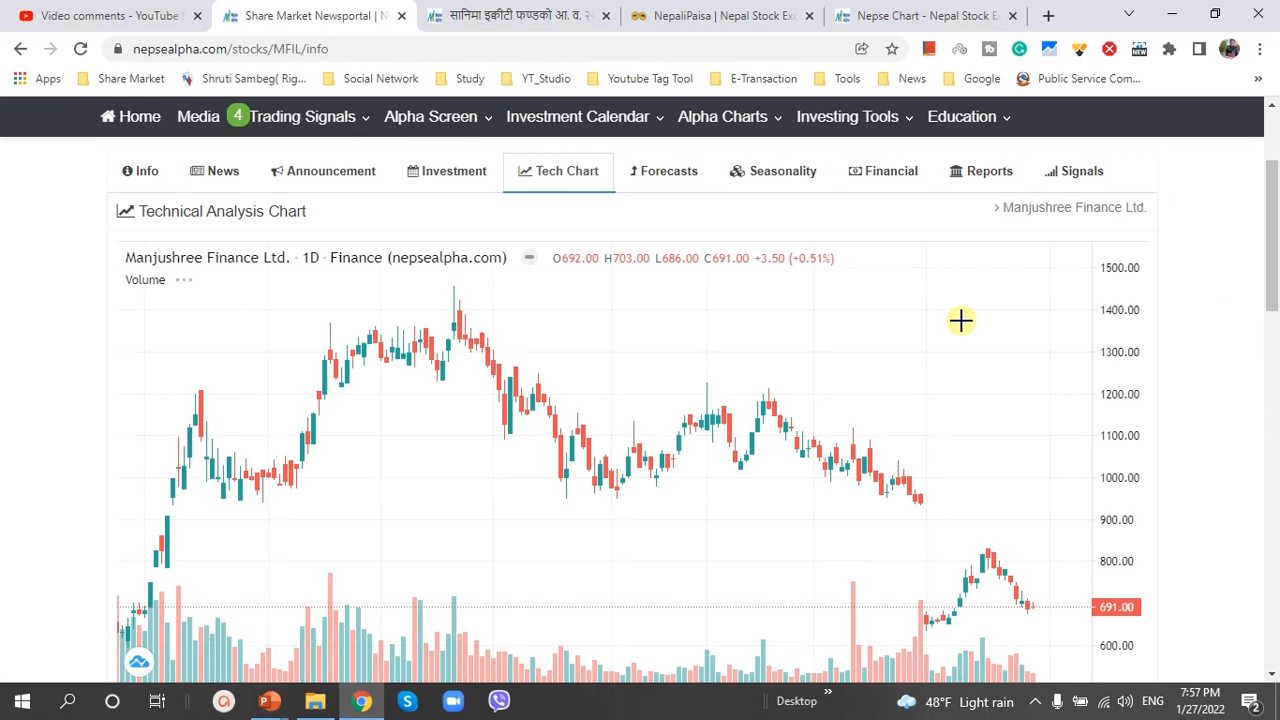 Video comments - YouTube S
Share Market Newsportal | N
सानिमा इक्वीटी फण्डको आ. व. २०
NepaliPaisa | Nepal Stock Exc
Nepse Chart - Nepal Stock E
nepsealpha.com/stocks/MFIL/info
NEW
Apps
Share Market
Shruti Sambeg( Rig...
Social Network
Study
YT_Studio
Youtube Tag Tool
E-Transaction
Tools
News
Google
Public Service Com...
»
Home
Media
4
Trading Signals
Alpha Screen
Investment Calendar
Alpha Charts
Investing Tools
Education
Info
News
Announcement
Investment
Tech Chart
Forecasts
Seasonality
Financial
Reports
Signals
Technical Analysis Chart
> Manjushree Finance Ltd.
Manjushree Finance Ltd. · 1D · Finance (nepsealpha.com)
O692.00 H703.00 L686.00 C691.00 +3.50 (+0.51%)
Volume
1500.00
1400.00
1300.00
1200.00
1100.00
1000.00
900.00
800.00
691.00
600.00
Desktop
»
48°F Light rain
ENG
7:57 PM
1/27/2022
2